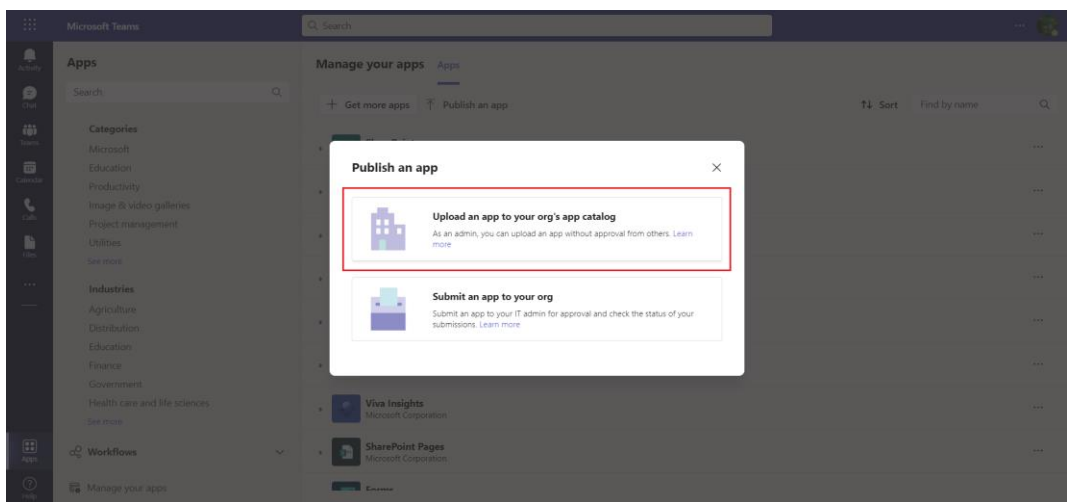 Microsoft Teams
Search
Activity
Chat
Teams
Calendar
Calls
Files
Apps
Help
Apps
Search
Categories
Microsoft
Education
Productivity
Image & video galleries
Project management
Utilities
See more
Industries
Agriculture
Distribution
Education
Finance
Government
Health care and life sciences
See more
Workflows
Manage your apps
Manage your apps Apps
Get more apps Publish an app
Sort Find by name
Publish an app
Upload an app to your org's app catalog
As an admin, you can upload an app without approval from others. Learn
more
Submit an app to your org
Submit an app to your IT admin for approval and check the status of your
submissions. Learn more
Viva Insights
Microsoft Corporation
SharePoint Pages
Microsoft Corporation